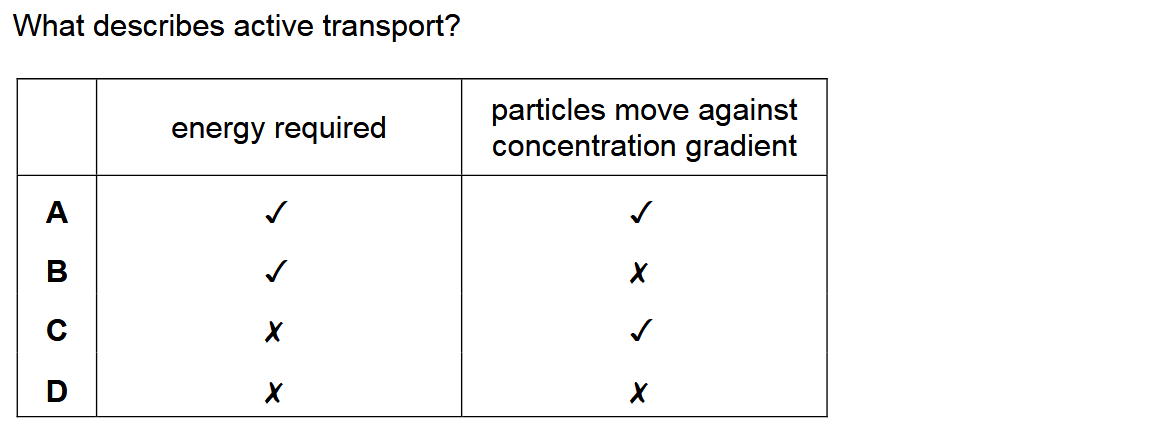 What describes active transport?
energy required
particles move against
concentration gradient
A ✓ ✓
B ✓ ✗
C ✗ ✓
D ✗ ✗